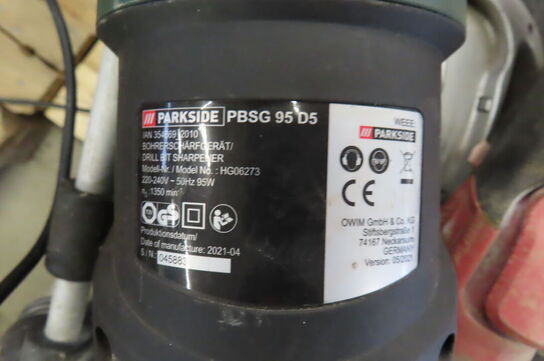 PARKSIDE PBSG 95 D5
IAN 354669_2010
BOHRERSCHÄRFGERÄT/
DRILL BIT SHARPENER
Modell-Nr./ Model No.: HG06273
220-240V ~ 50Hz 95W
n₀ 1350 min⁻¹
Produktionsdatum/
Date of manufacture: 2021-04
S / N: 04588
WEEE
PARKSIDE
CE
OWIM GmbH & Co. KG
Stiftsbergstraße 1
74167 Neckarsulm
GERMANY
Version: 05/2021